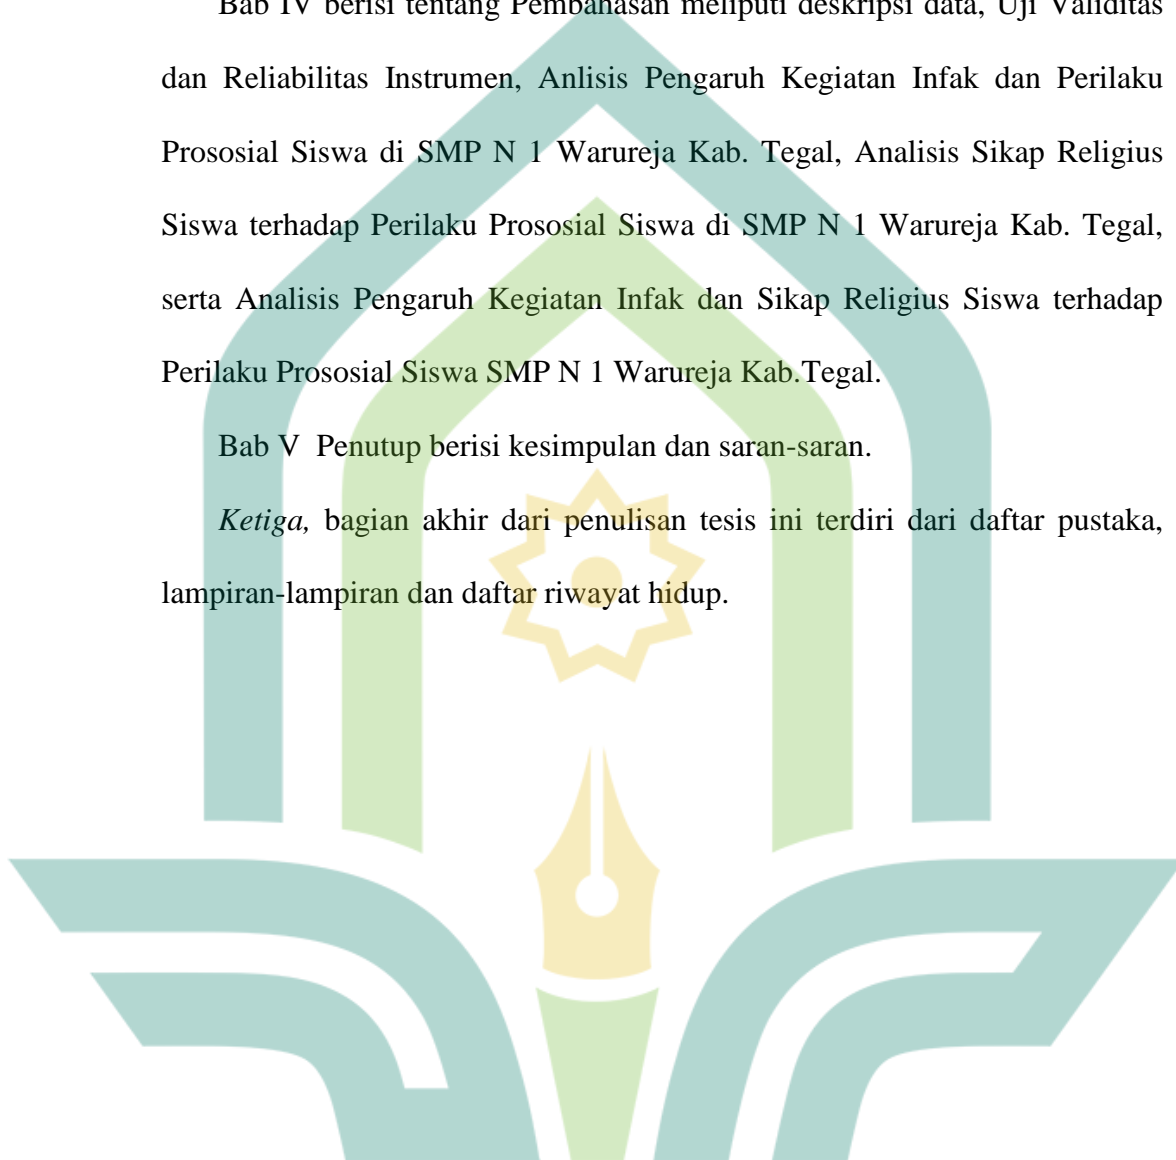 Bab IV berisi tentang Pembahasan meliputi deskripsi data, Uji Validitas
dan Reliabilitas Instrumen, Anlisis Pengaruh Kegiatan Infak dan Perilaku
Prososial Siswa di SMP N 1 Warureja Kab. Tegal, Analisis Sikap Religius
Siswa terhadap Perilaku Prososial Siswa di SMP N 1 Warureja Kab. Tegal,
serta Analisis Pengaruh Kegiatan Infak dan Sikap Religius Siswa terhadap
Perilaku Prososial Siswa SMP N 1 Warureja Kab.Tegal.
Bab V Penutup berisi kesimpulan dan saran-saran.
Ketiga, bagian akhir dari penulisan tesis ini terdiri dari daftar pustaka,
lampiran-lampiran dan daftar riwayat hidup.